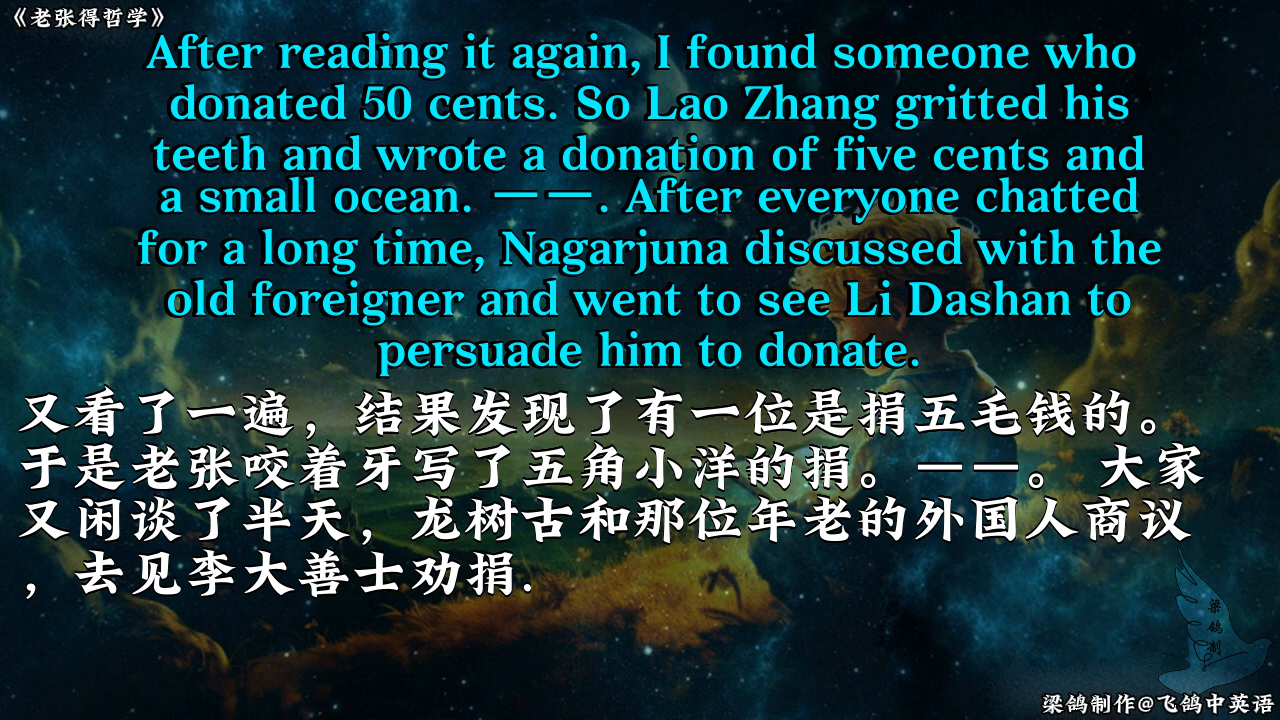 《老张得哲学》
After reading it again, I found someone who
donated 50 cents. So Lao Zhang gritted his
teeth and wrote a donation of five cents and
a small ocean. ——. After everyone chatted
for a long time, Nagarjuna discussed with the
old foreigner and went to see Li Dashan to
persuade him to donate.
又看了一遍，结果发现了有一位是捐五毛钱的。
于是老张咬着牙写了五角小洋的捐。——。 大家
又闲谈了半天，龙树古和那位年老的外国人商议
，去见李大善士劝捐.
梁鸽制
梁鸽制作@飞鸽中英语